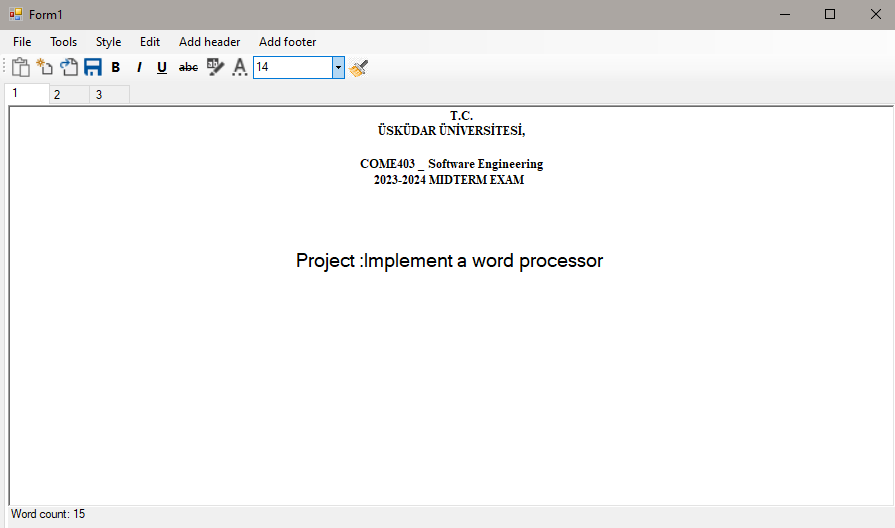 Form1
File Tools Style Edit Add header Add footer
B I U abc ab A 14
1 2 3
T.C.
ÜSKÜDAR ÜNİVERSİTESİ,
COME403 _ Software Engineering
2023-2024 MIDTERM EXAM
Project :Implement a word processor
Word count: 15